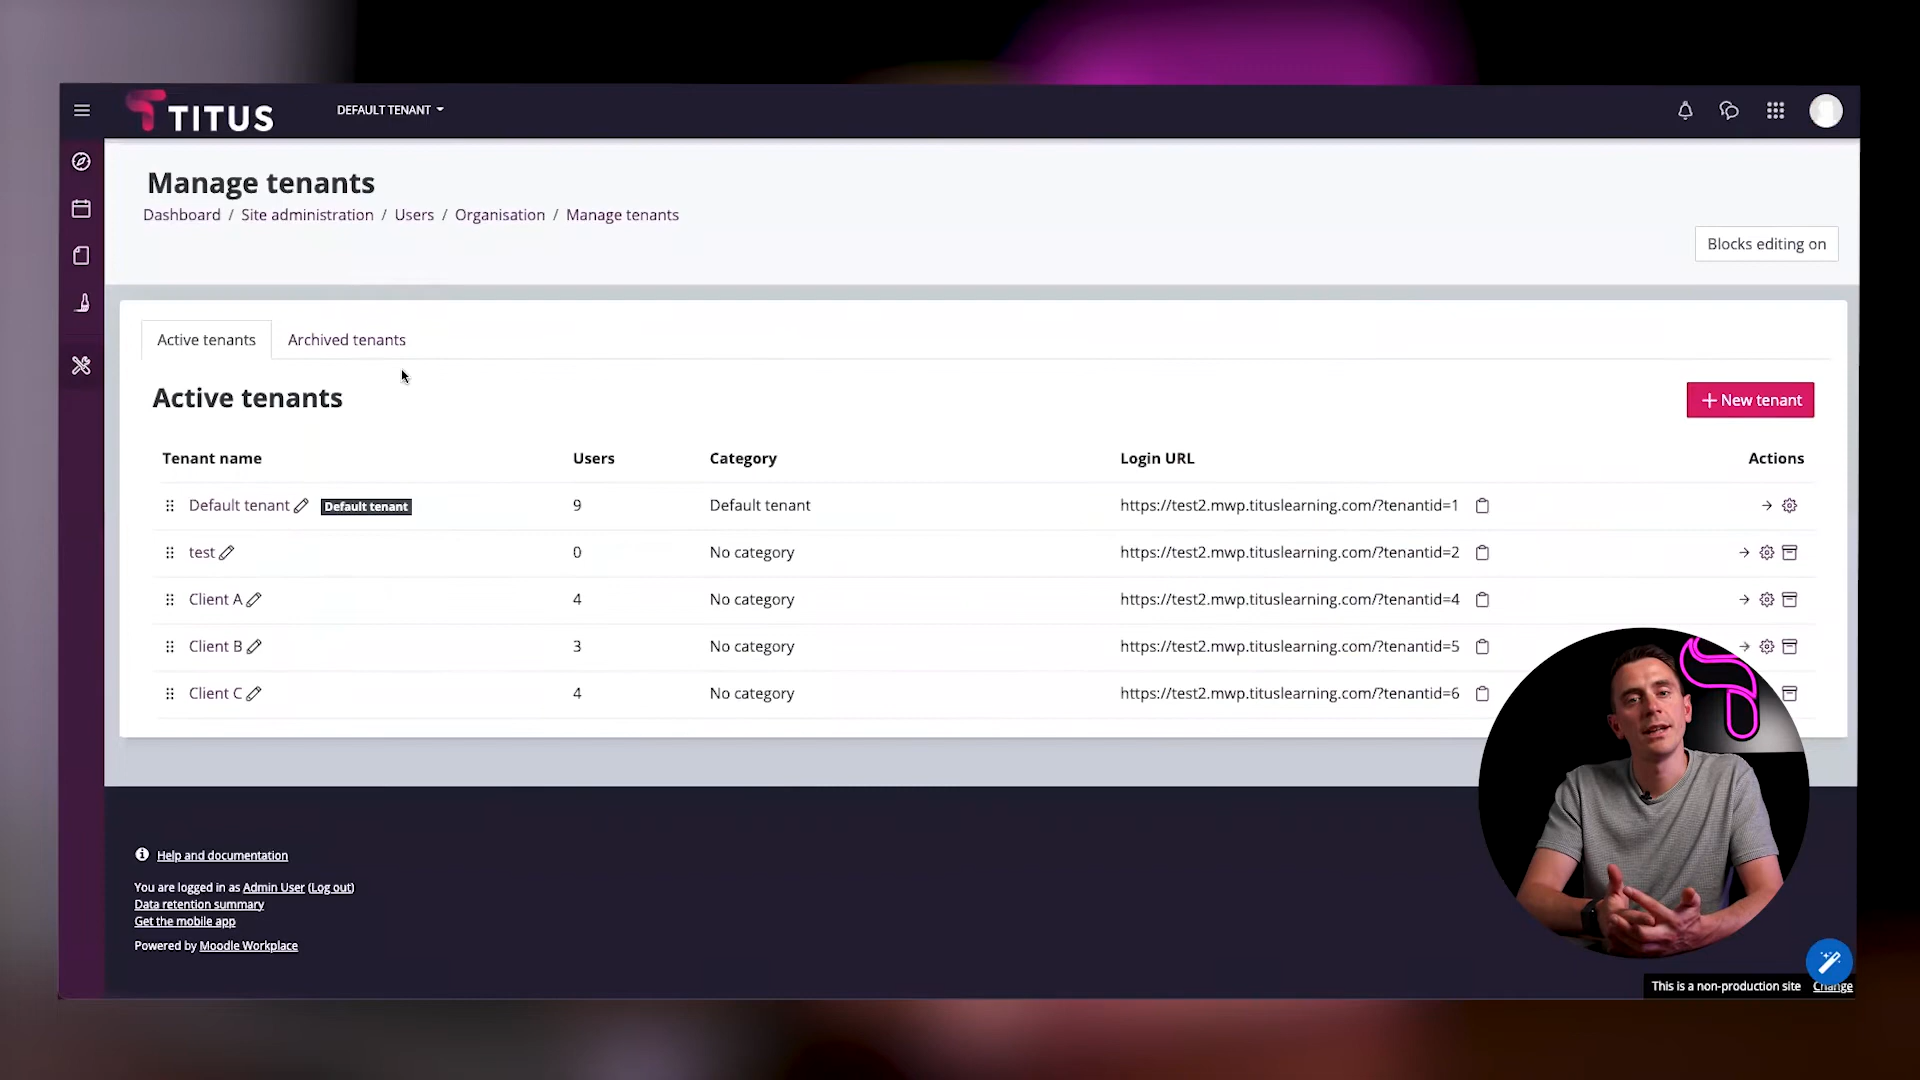 TITUS
DEFAULT TENANT
Manage tenants
Dashboard / Site administration / Users / Organisation / Manage tenants
Blocks editing on
Active tenants
Archived tenants
Active tenants
+ New tenant
Tenant name Users Category Login URL Actions
Default tenant Default tenant 9 Default tenant https://test2.mwp.tituslearning.com/?tenantid=1
test 0 No category https://test2.mwp.tituslearning.com/?tenantid=2
Client A 4 No category https://test2.mwp.tituslearning.com/?tenantid=4
Client B 3 No category https://test2.mwp.tituslearning.com/?tenantid=5
Client C 4 No category https://test2.mwp.tituslearning.com/?tenantid=6
Help and documentation
You are logged in as Admin User (Log out)
Data retention summary
Get the mobile app
Powered by Moodle Workplace
This is a non-production site Change